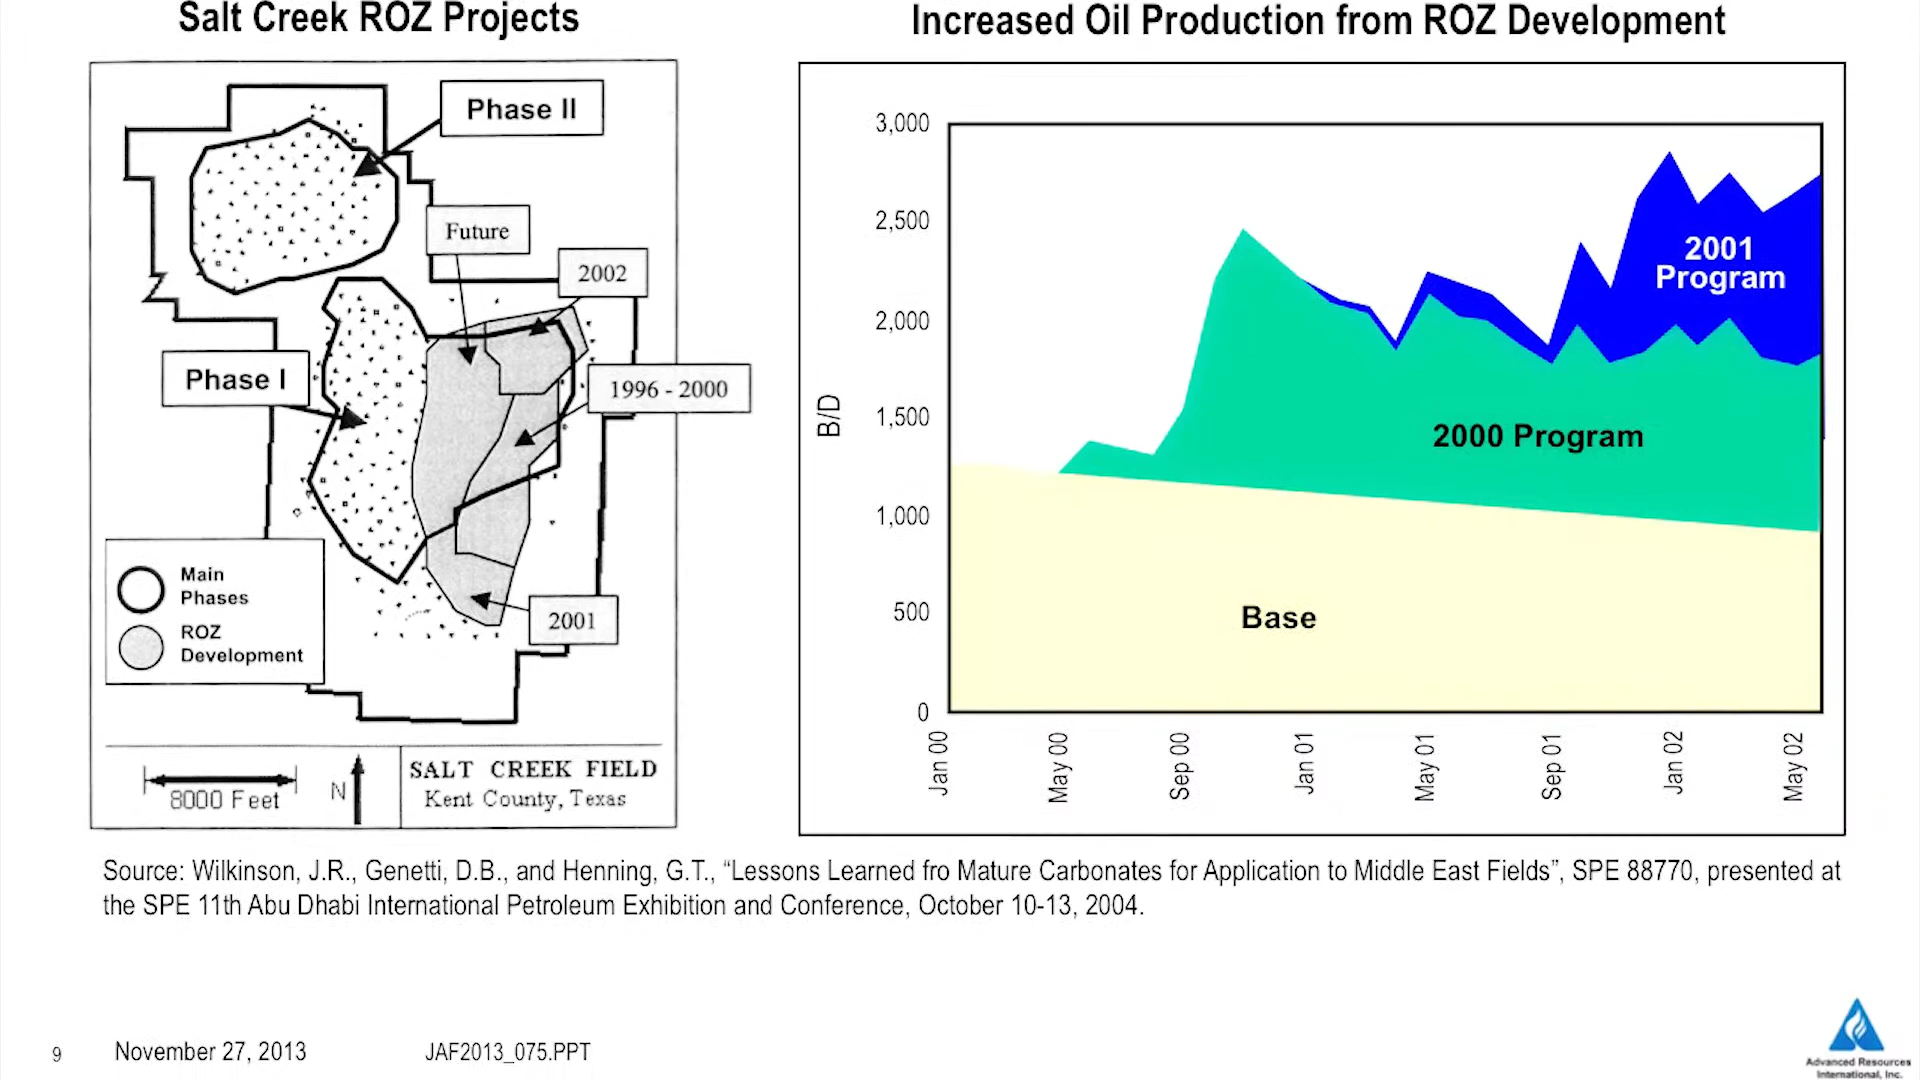 Salt Creek ROZ Projects
Phase II
Future
2002
Phase I
1996 - 2000
Main
Phases
ROZ
Development
2001
8000 Feet
N
SALT CREEK FIELD
Kent County, Texas
Increased Oil Production from ROZ Development
B/D
3,000
2,500
2,000
1,500
1,000
500
0
2001
Program
2000 Program
Base
Jan 00
May 00
Sep 00
Jan 01
May 01
Sep 01
Jan 02
May 02
Source: Wilkinson, J.R., Genetti, D.B., and Henning, G.T., “Lessons Learned fro Mature Carbonates for Application to Middle East Fields”, SPE 88770, presented at
the SPE 11th Abu Dhabi International Petroleum Exhibition and Conference, October 10-13, 2004.
9
November 27, 2013
JAF2013_075.PPT
Advanced Resources
International, Inc.